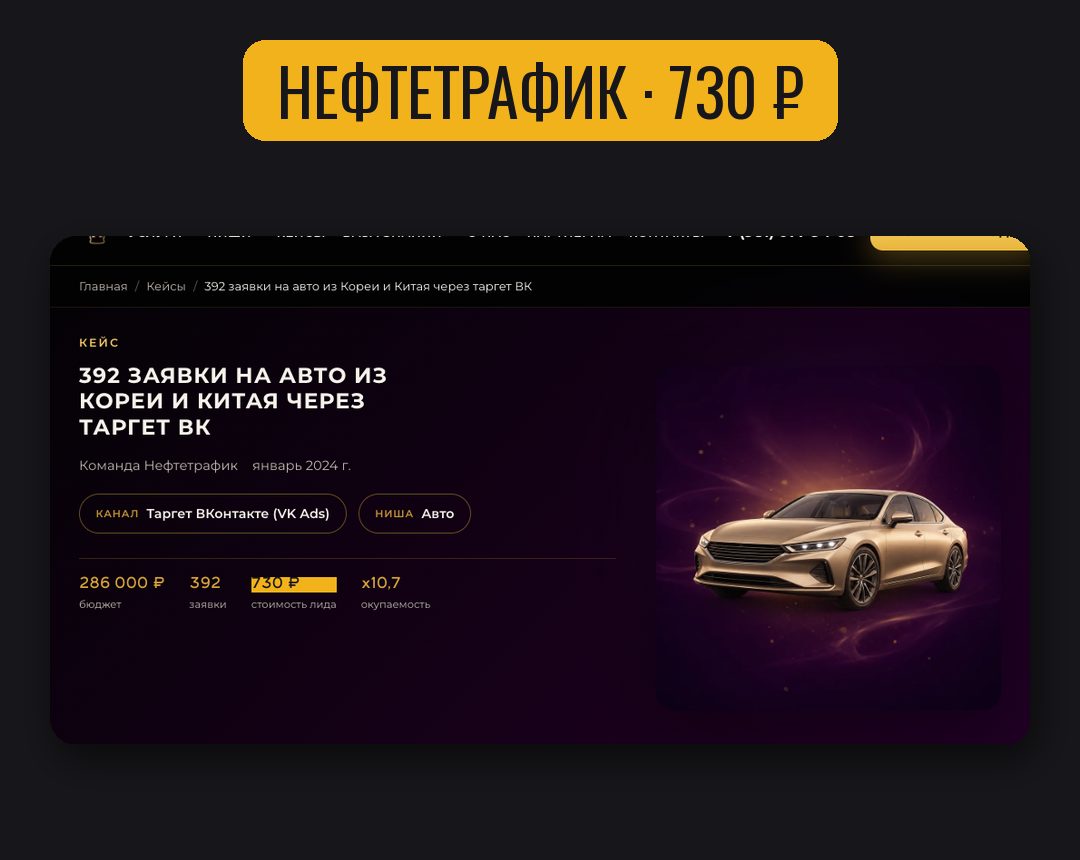 НЕФТЕТРАФИК · 730 ₽
Главная / Кейсы / 392 заявки на авто из Кореи и Китая через таргет ВК
КЕЙС
392 ЗАЯВКИ НА АВТО ИЗ
КОРЕИ И КИТАЯ ЧЕРЕЗ
ТАРГЕТ ВК
Команда Нефтетрафик январь 2024 г.
КАНАЛ Таргет ВКонтакте (VK Ads) НИША Авто
286 000 ₽ 392 730 ₽ x10,7
бюджет заявки стоимость лида окупаемость